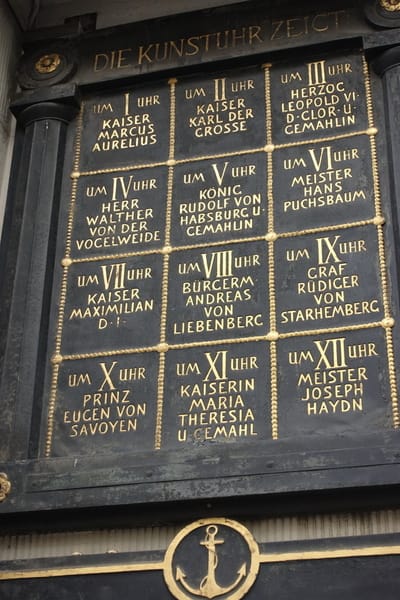 DIE KUNSTUHR ZEIGT
UM I UHR
KAISER
MARCUS
AURELIUS
UM II UHR
KAISER
KARL DER
GROSSE
UM III UHR
HERZOG
LEOPOLD VI·
D·GLOR·U·
GEMAHLIN
UM IV UHR
HERR
WALTHER
VON DER
VOGELWEIDE
UM V UHR
KÖNIG
RUDOLF VON
HABSBURG U·
GEMAHLIN
UM VI UHR
MEISTER
HANS
PUCHSBAUM
UM VII UHR
KAISER
MAXIMILIAN
D·I·
UM VIII UHR
BÜRGERM·
ANDREAS
VON
LIEBENBERG
UM IX UHR
GRAF
RÜDIGER
VON
STARHEMBERG
UM X UHR
PRINZ
EUGEN VON
SAVOYEN
UM XI UHR
KAISERIN
MARIA
THERESIA
U·GEMAHL
UM XII UHR
MEISTER
JOSEPH
HAYDN